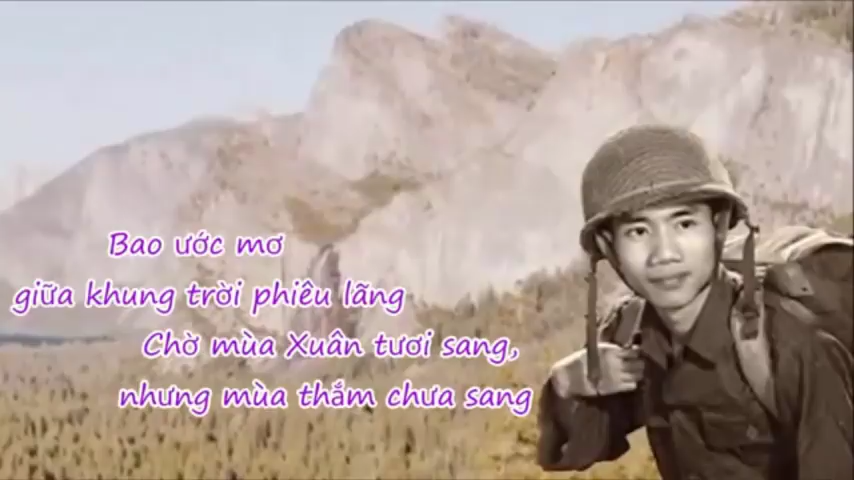 Bao ước mơ
giữa khung trời phiêu lãng
Chờ mùa Xuân tươi sang,
nhưng mùa thắm chưa sang